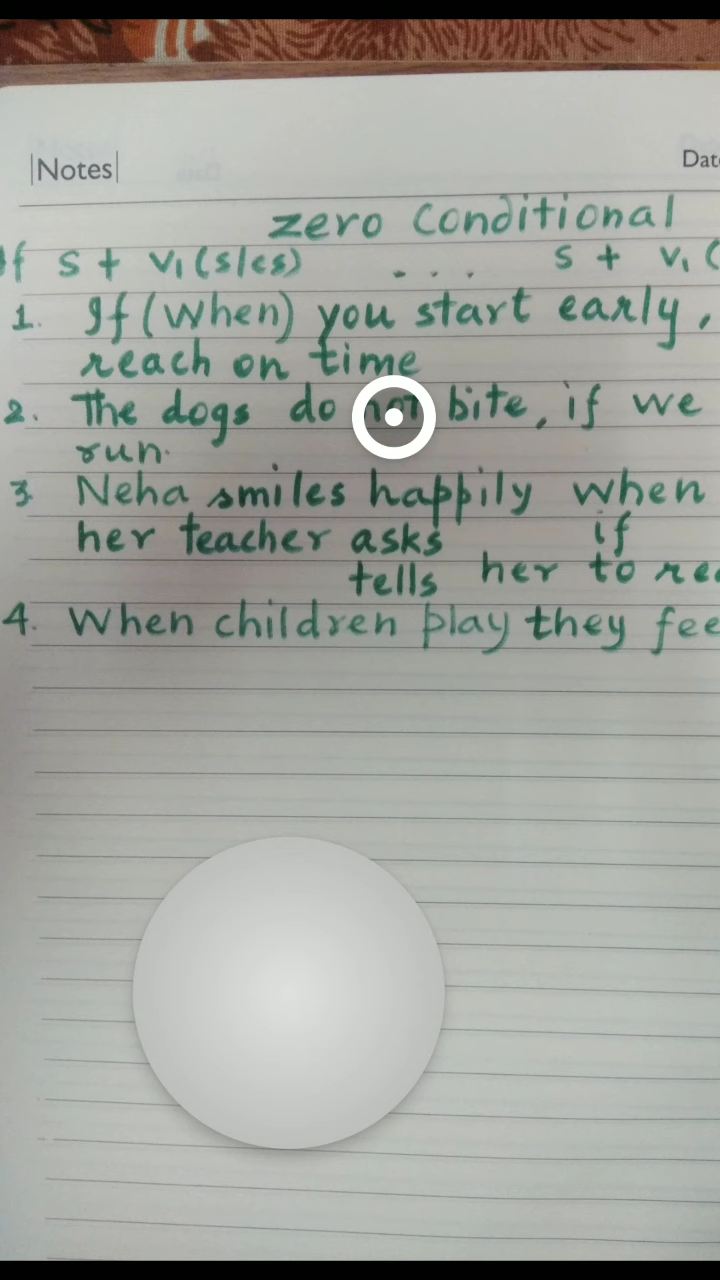 Notes
Date
zero Conditional
If S + V₁ (s/es) . . . S + V₁ (
1. If (When) you start early,
reach on time
2. The dogs do not bite, if we
run.
3 Neha smiles happily when
her teacher asks if
tells her to
4. When children play they